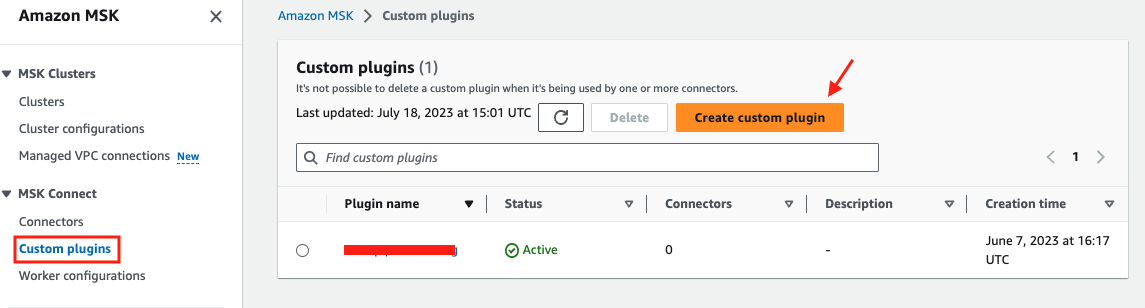 Amazon MSK
MSK Clusters
Clusters
Cluster configurations
Managed VPC connections New
MSK Connect
Connectors
Custom plugins
Worker configurations
Amazon MSK > Custom plugins
Custom plugins (1)
It's not possible to delete a custom plugin when it's being used by one or more connectors.
Last updated: July 18, 2023 at 15:01 UTC
Delete
Create custom plugin
Find custom plugins
1
Plugin name Status Connectors Description Creation time
Active 0 - June 7, 2023 at 16:17
UTC